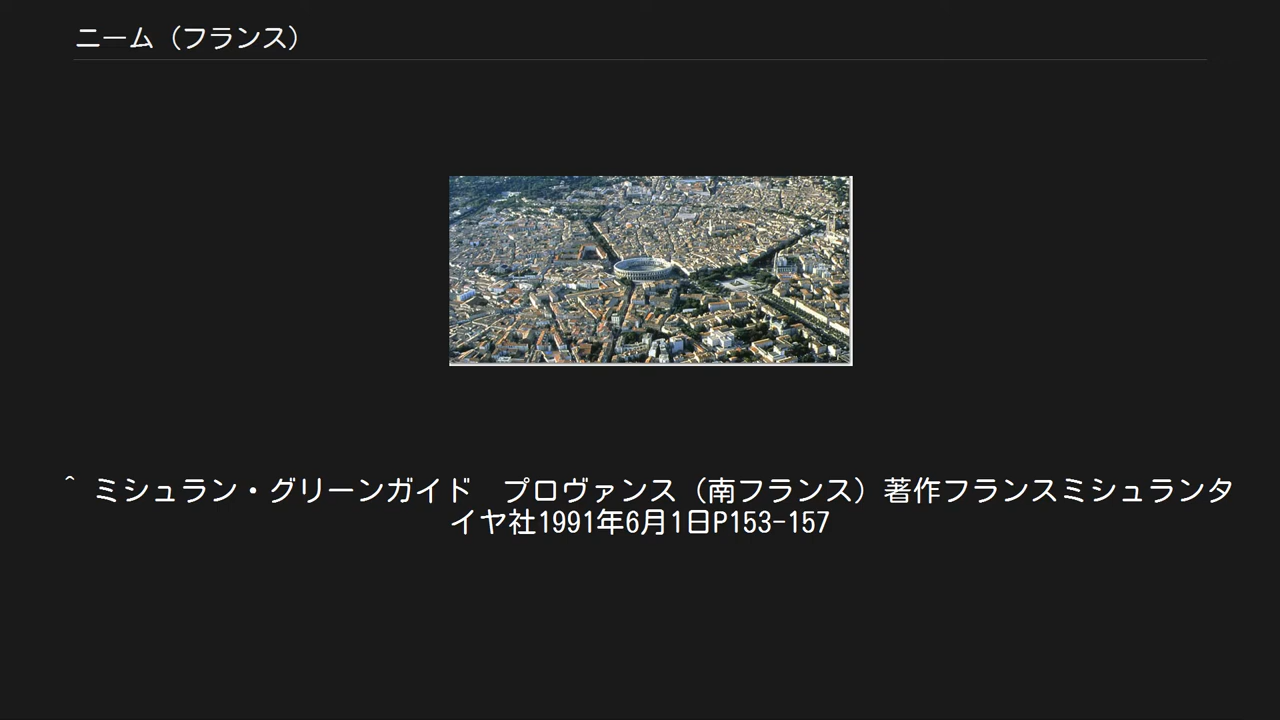 ニーム（フランス）
^ ミシュラン・グリーンガイド　プロヴァンス（南フランス）著作フランスミシュランタ
イヤ社1991年6月1日P153-157